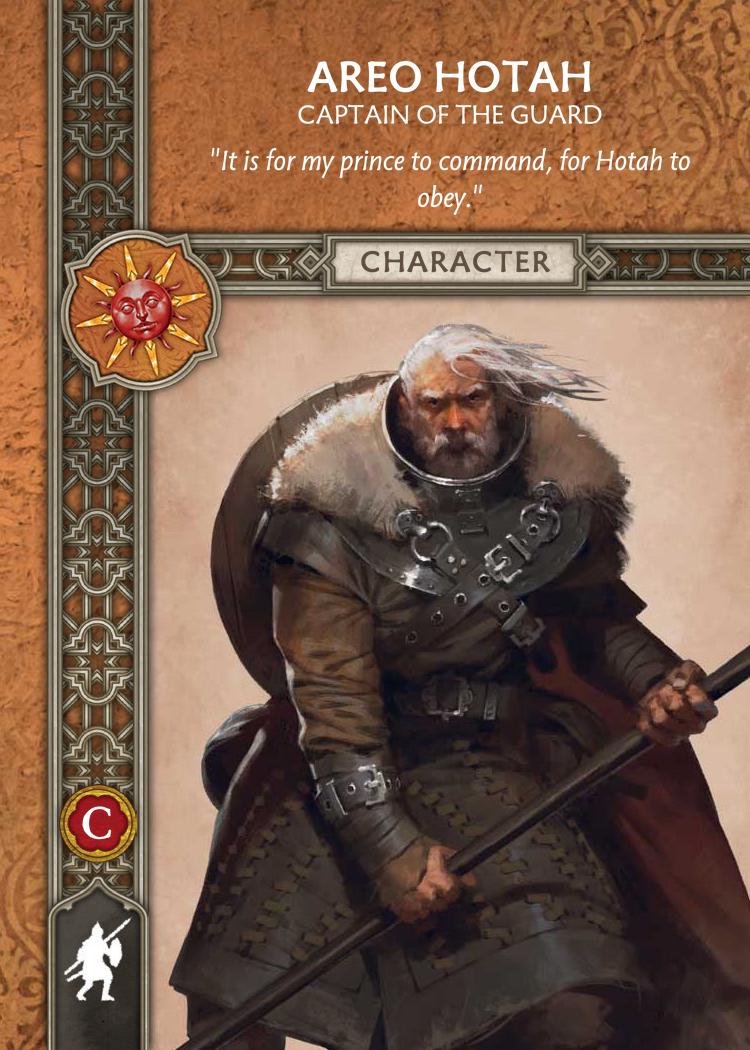 AREO HOTAH
CAPTAIN OF THE GUARD
"It is for my prince to command, for Hotah to
obey."
CHARACTER
C